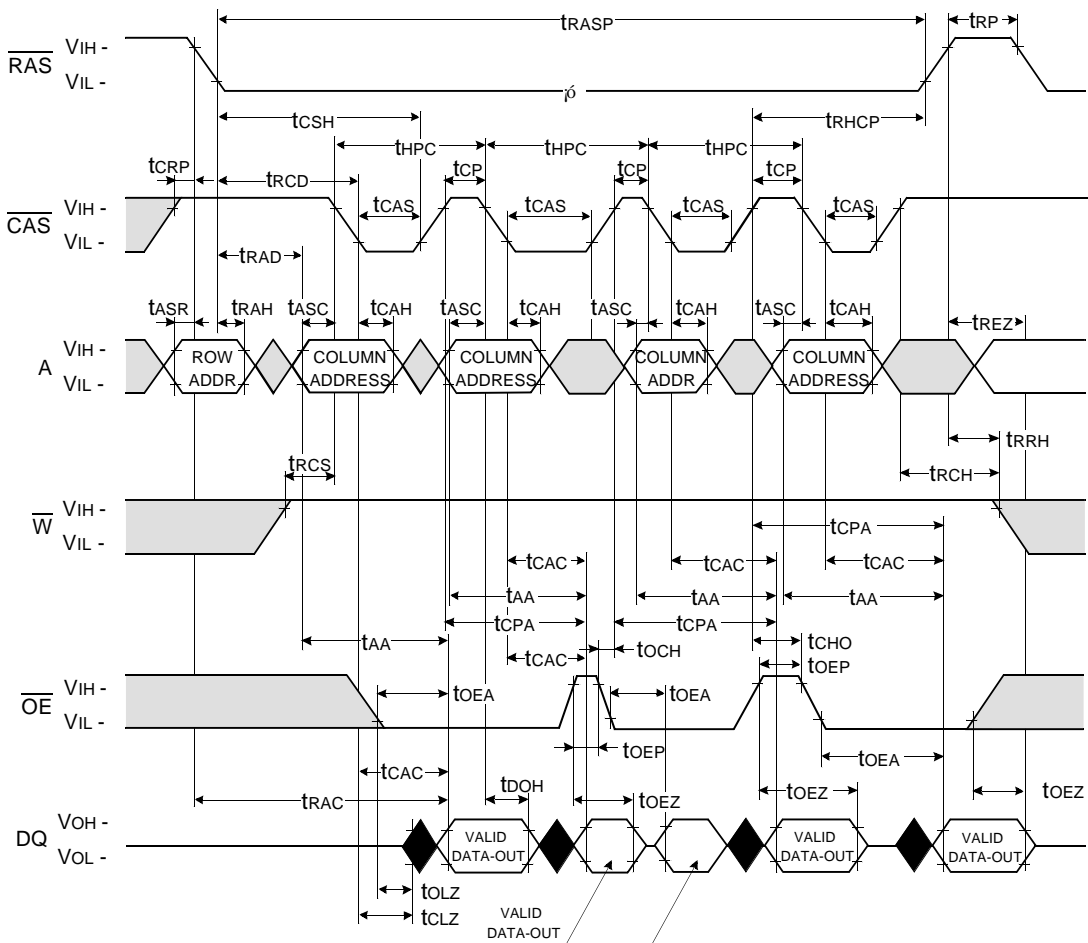 tRASP
tRP
RAS
VIH -
VIL -
¡ó
tCSH
tRHCP
tHPC
tHPC
tHPC
tCRP
tRCD
tCP
tCP
tCP
CAS
VIH -
VIL -
tCAS
tCAS
tCAS
tCAS
tRAD
tASR
tRAH
tASC
tCAH
tASC
tCAH
tASC
tCAH
tASC
tCAH
tREZ
A
VIH -
VIL -
ROW
ADDR
COLUMN
ADDRESS
COLUMN
ADDRESS
COLUMN
ADDR
COLUMN
ADDRESS
tRRH
tRCS
tRCH
W
VIH -
VIL -
tCPA
tCAC
tCAC
tCAC
tAA
tAA
tAA
tCPA
tCPA
tAA
tCAC
tOCH
tCHO
tOEP
OE
VIH -
VIL -
tOEA
tOEA
tOEP
tOEA
tCAC
tDOH
tRAC
tOEZ
tOEZ
tOEZ
DQ
VOH -
VOL -
VALID
DATA-OUT
VALID
DATA-OUT
VALID
DATA-OUT
tOLZ
tCLZ
VALID
DATA-OUT